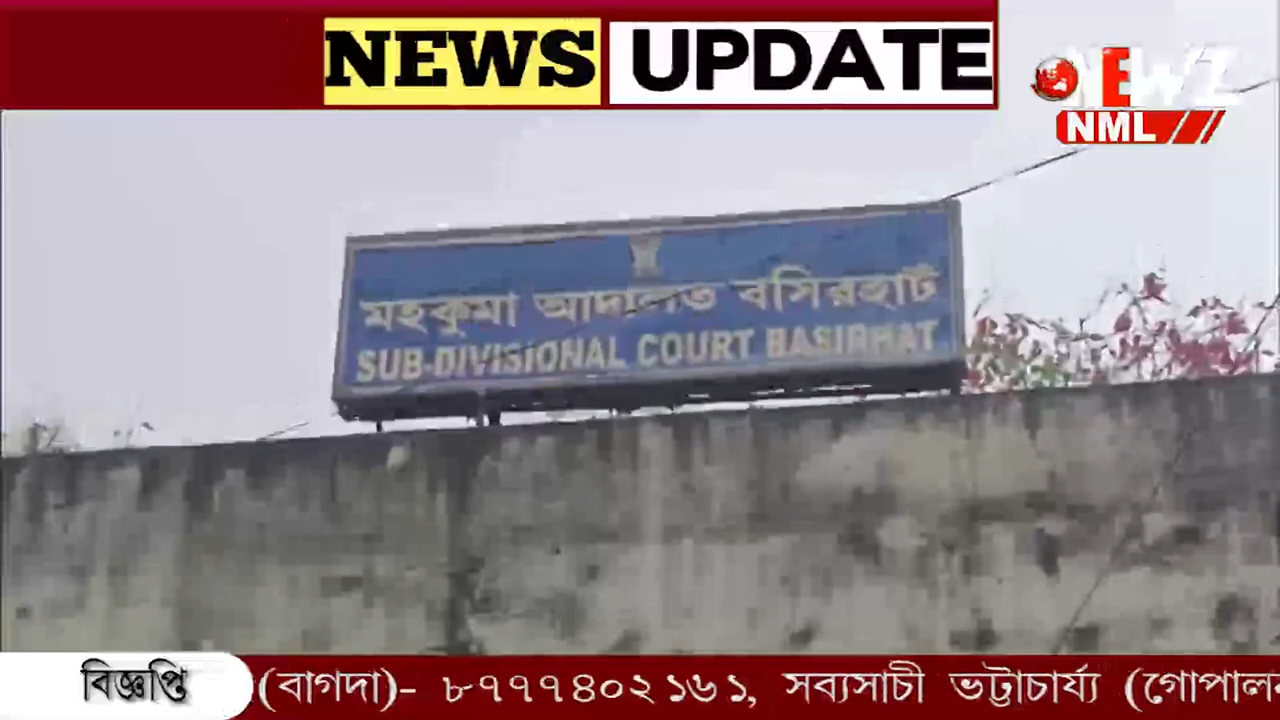 NEWS UPDATE
NEWZ
NML
মহকুমা আদালত বসিরহাট
SUB-DIVISIONAL COURT BASIRHAT
বিজ্ঞপ্তি
(বাগদা)- ৮৭৭৭৪০২১৬১, সব্যসাচী ভট্টাচার্য্য (গোপাল